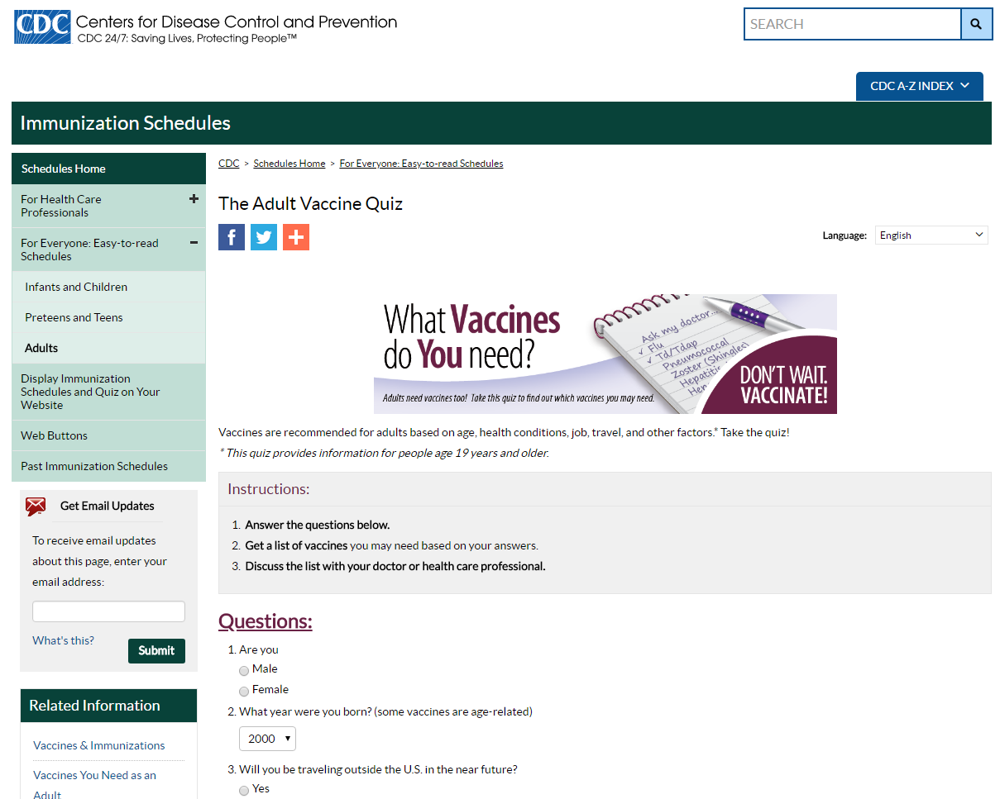 CDC
Centers for Disease Control and Prevention
CDC 24/7: Saving Lives, Protecting People™
SEARCH
CDC A-Z INDEX
Immunization Schedules
Schedules Home
For Health Care
Professionals
For Everyone: Easy-to-read
Schedules
Infants and Children
Preteens and Teens
Adults
Display Immunization
Schedules and Quiz on Your
Website
Web Buttons
Past Immunization Schedules
Get Email Updates
To receive email updates
about this page, enter your
email address:
What's this?
Submit
Related Information
Vaccines & Immunizations
Vaccines You Need as an
Adult
CDC > Schedules Home > For Everyone: Easy-to-read Schedules
The Adult Vaccine Quiz
Language: English
What Vaccines
do You need?
Adults need vaccines too! Take this quiz to find out which vaccines you may need.
Ask my doctor...
✓ Flu
✓ Td/Tdap
Pneumococcal
Zoster (Shingles)
Hepatitis
Hep
DON'T WAIT.
VACCINATE!
Vaccines are recommended for adults based on age, health conditions, job, travel, and other factors.* Take the quiz!
* This quiz provides information for people age 19 years and older.
Instructions:
1. Answer the questions below.
2. Get a list of vaccines you may need based on your answers.
3. Discuss the list with your doctor or health care professional.
Questions:
1. Are you
Male
Female
2. What year were you born? (some vaccines are age-related)
2000
3. Will you be traveling outside the U.S. in the near future?
Yes